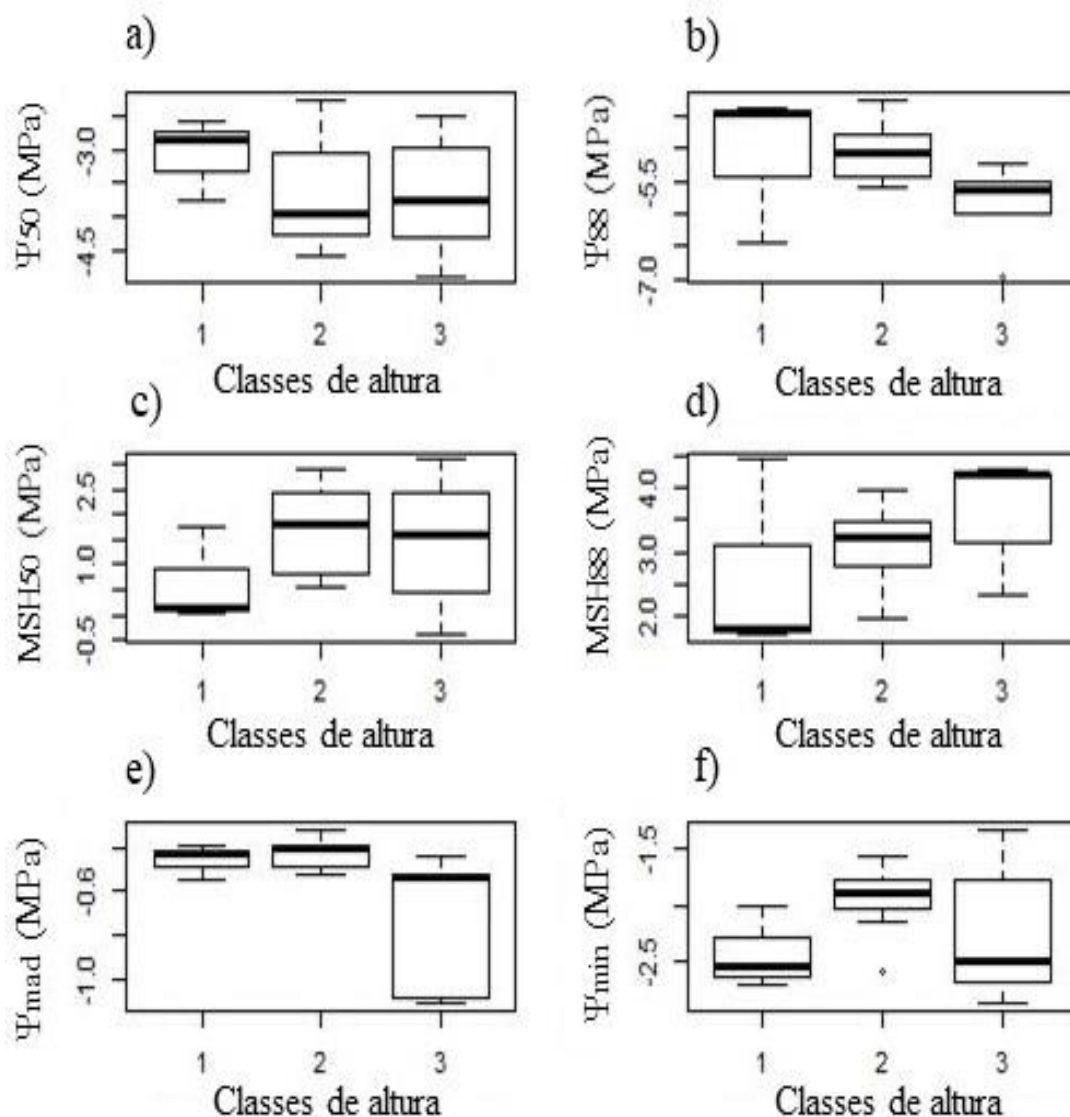 a)
Ψ50 (MPa)
-3.0
-4.5
1 2 3
Classes de altura
b)
Ψ88 (MPa)
-5.5
-7.0
1 2 3
Classes de altura
c)
MSH50 (MPa)
2.5
1.0
-0.5
1 2 3
Classes de altura
d)
MSH88 (MPa)
4.0
3.0
2.0
1 2 3
Classes de altura
e)
Ψmad (MPa)
-0.6
-1.0
1 2 3
Classes de altura
f)
Ψmin (MPa)
-1.5
-2.5
1 2 3
Classes de altura